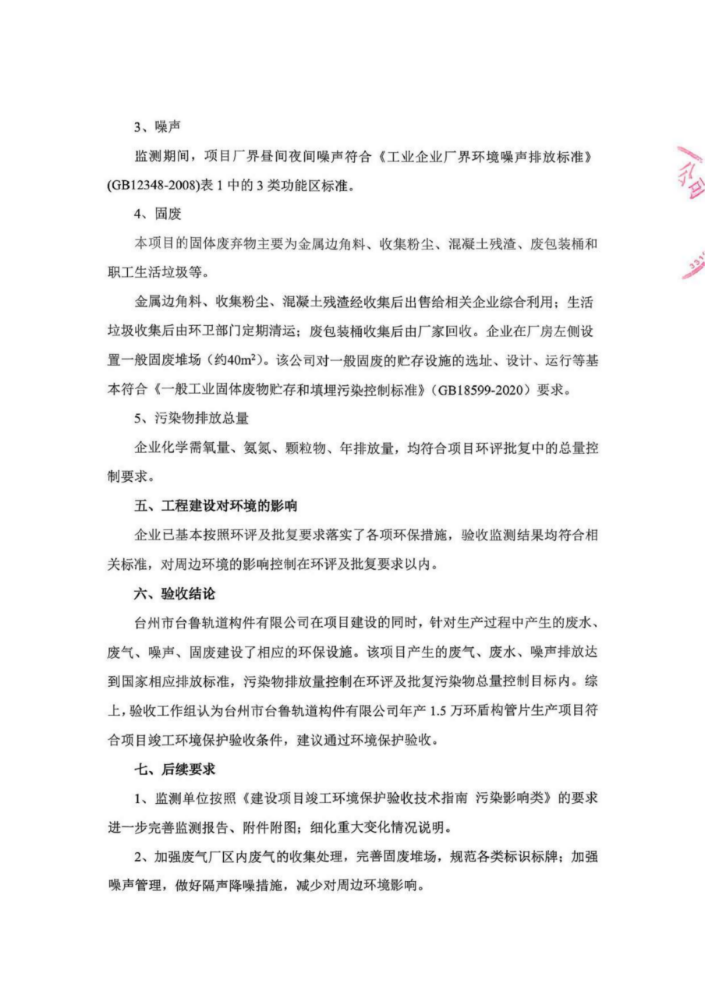 3、噪声
监测期间，项目厂界昼间夜间噪声符合《工业企业厂界环境噪声排放标准》
(GB12348-2008)表 1 中的 3 类功能区标准。
4、固废
本项目的固体废弃物主要为金属边角料、收集粉尘、混凝土残渣、废包装桶和
职工生活垃圾等。
金属边角料、收集粉尘、混凝土残渣经收集后出售给相关企业综合利用；生活
垃圾收集后由环卫部门定期清运；废包装桶收集后由厂家回收。企业在厂房左侧设
置一般固废堆场（约40m²）。该公司对一般固废的贮存设施的选址、设计、运行等基
本符合《一般工业固体废物贮存和填埋污染控制标准》（GB18599-2020）要求。
5、污染物排放总量
企业化学需氧量、氨氮、颗粒物、年排放量，均符合项目环评批复中的总量控
制要求。
五、工程建设对环境的影响
企业已基本按照环评及批复要求落实了各项环保措施，验收监测结果均符合相
关标准，对周边环境的影响控制在环评及批复要求以内。
六、验收结论
台州市台鲁轨道构件有限公司在项目建设的同时，针对生产过程中产生的废水、
废气、噪声、固废建设了相应的环保设施。该项目产生的废气、废水、噪声排放达
到国家相应排放标准，污染物排放量控制在环评及批复污染物总量控制目标内。综
上，验收工作组认为台州市台鲁轨道构件有限公司年产 1.5 万环盾构管片生产项目符
合项目竣工环境保护验收条件，建议通过环境保护验收。
七、后续要求
1、监测单位按照《建设项目竣工环境保护验收技术指南 污染影响类》的要求
进一步完善监测报告、附件附图；细化重大变化情况说明。
2、加强废气厂区内废气的收集处理，完善固废堆场，规范各类标识标牌；加强
噪声管理，做好隔声降噪措施，减少对周边环境影响。
公司